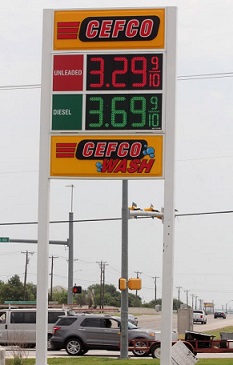 CEFCO
UNLEADED 3.29 9/10
DIESEL 3.69 9/10
CEFCO
WASH